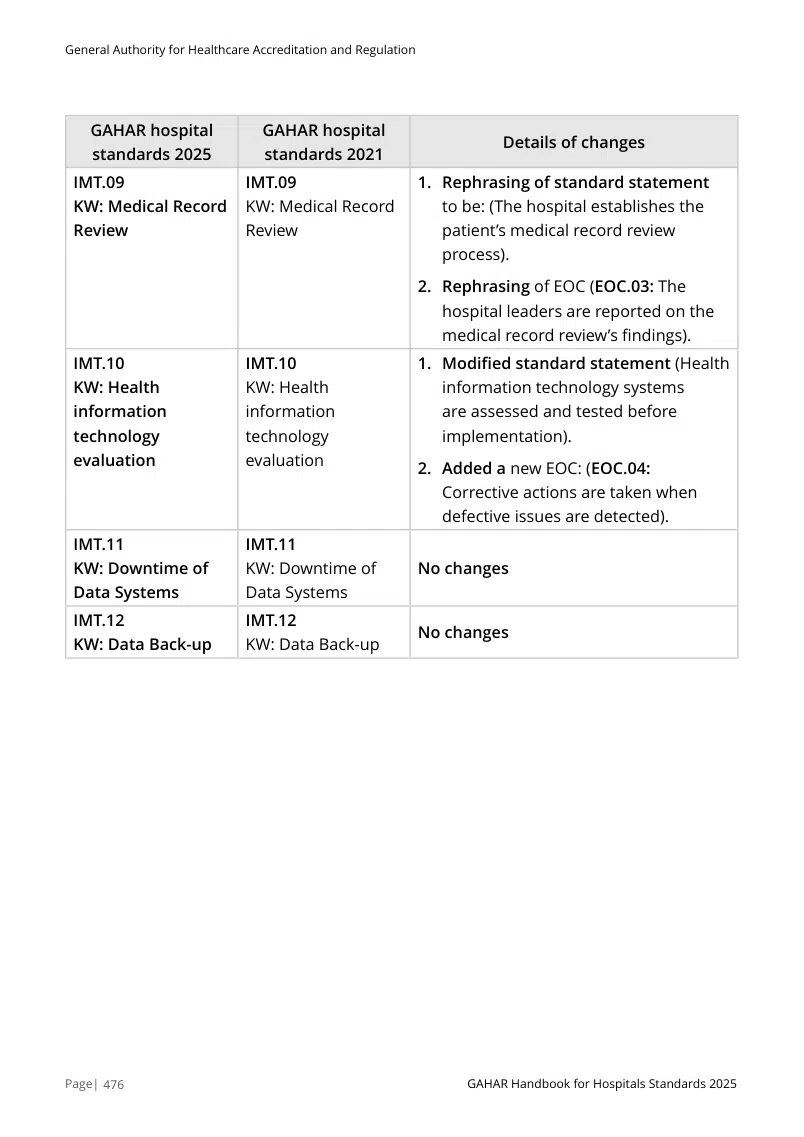 General Authority for Healthcare Accreditation and Regulation
GAHAR hospital
standards 2025
GAHAR hospital
standards 2021
Details of changes
IMT.09
KW: Medical Record
Review
IMT.09
KW: Medical Record
Review
1. Rephrasing of standard statement
to be: (The hospital establishes the
patient’s medical record review
process).
2. Rephrasing of EOC (EOC.03: The
hospital leaders are reported on the
medical record review’s findings).
IMT.10
KW: Health
information
technology
evaluation
IMT.10
KW: Health
information
technology
evaluation
1. Modified standard statement (Health
information technology systems
are assessed and tested before
implementation).
2. Added a new EOC: (EOC.04:
Corrective actions are taken when
defective issues are detected).
IMT.11
KW: Downtime of
Data Systems
IMT.11
KW: Downtime of
Data Systems
No changes
IMT.12
KW: Data Back-up
IMT.12
KW: Data Back-up
No changes
Page| 476
GAHAR Handbook for Hospitals Standards 2025